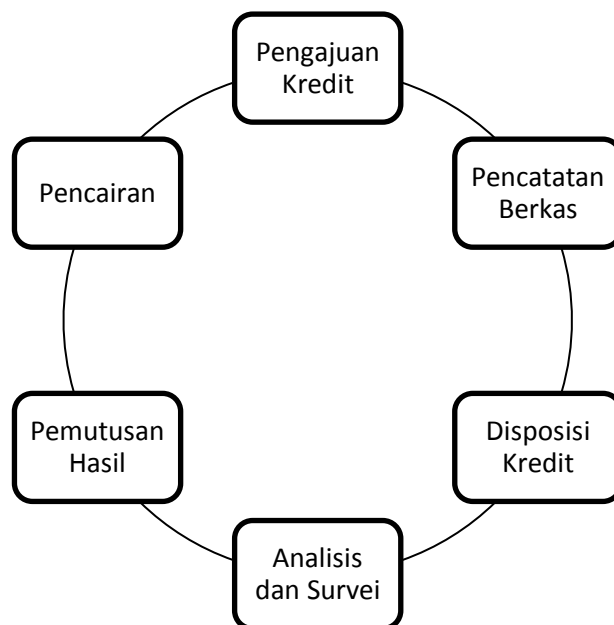 Pengajuan
Kredit
Pencatatan
Berkas
Disposisi
Kredit
Analisis
dan Survei
Pemutusan
Hasil
Pencairan